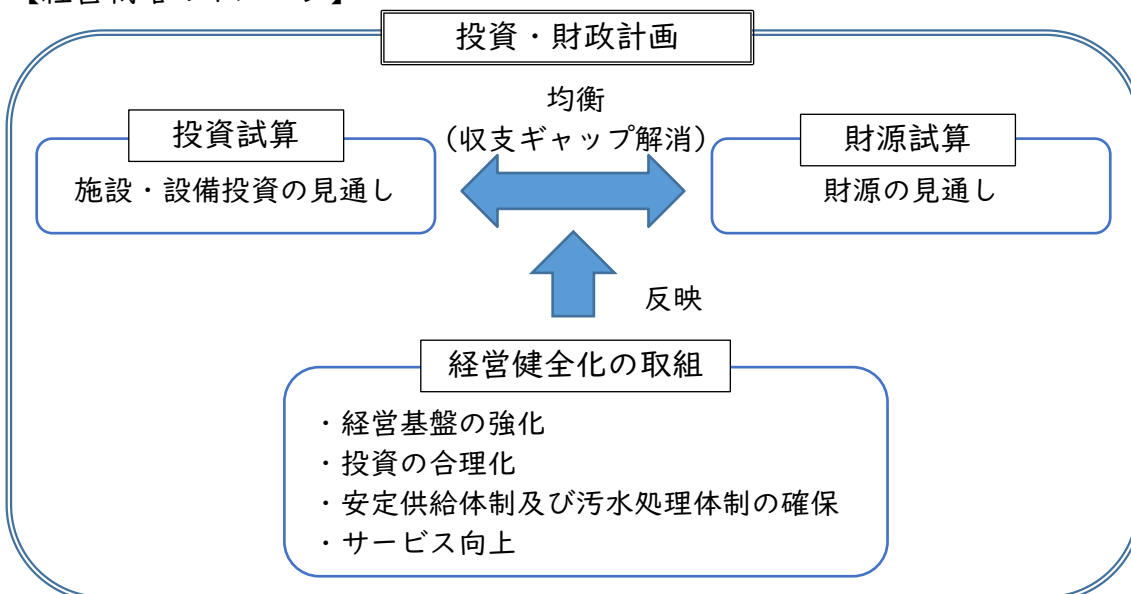 投資・財政計画
均衡
(収支ギャップ解消)
投資試算
施設・設備投資の見通し
財源試算
財源の見通し
反映
経営健全化の取組
・経営基盤の強化
・投資の合理化
・安定供給体制及び汚水処理体制の確保
・サービス向上